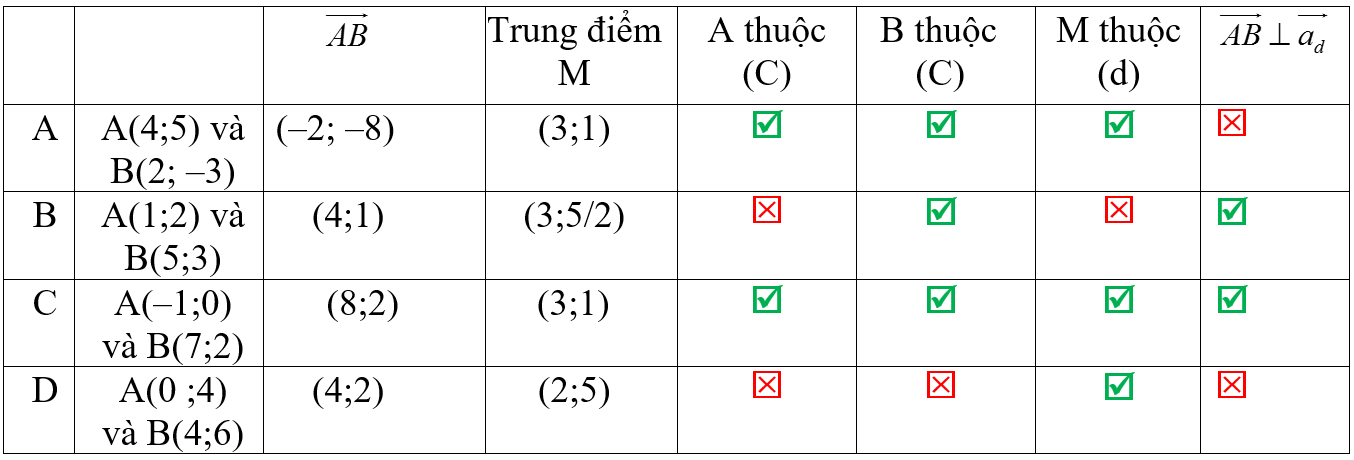 $\overrightarrow{AB}$ Trung điểm M A thuộc (C) B thuộc (C) M thuộc (d) $\overrightarrow{AB} \perp \overrightarrow{a_d}$
A A(4;5) và B(2; –3) (–2; –8) (3;1) ☑ ☑ ☑ ☒
B A(1;2) và B(5;3) (4;1) (3;5/2) ☒ ☑ ☒ ☑
C A(–1;0) và B(7;2) (8;2) (3;1) ☑ ☑ ☑ ☑
D A(0 ;4) và B(4;6) (4;2) (2;5) ☒ ☒ ☑ ☒